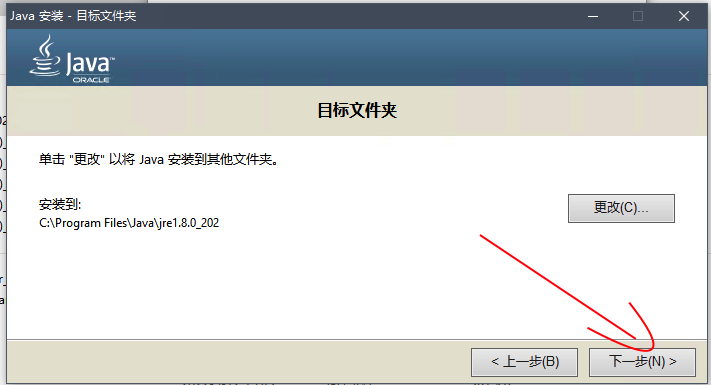 Java 安装 - 目标文件夹
Java™
ORACLE
目标文件夹
单击 "更改" 以将 Java 安装到其他文件夹。
安装到:
C:\Program Files\Java\jre1.8.0_202
更改(C)...
< 上一步(B)
下一步(N) >